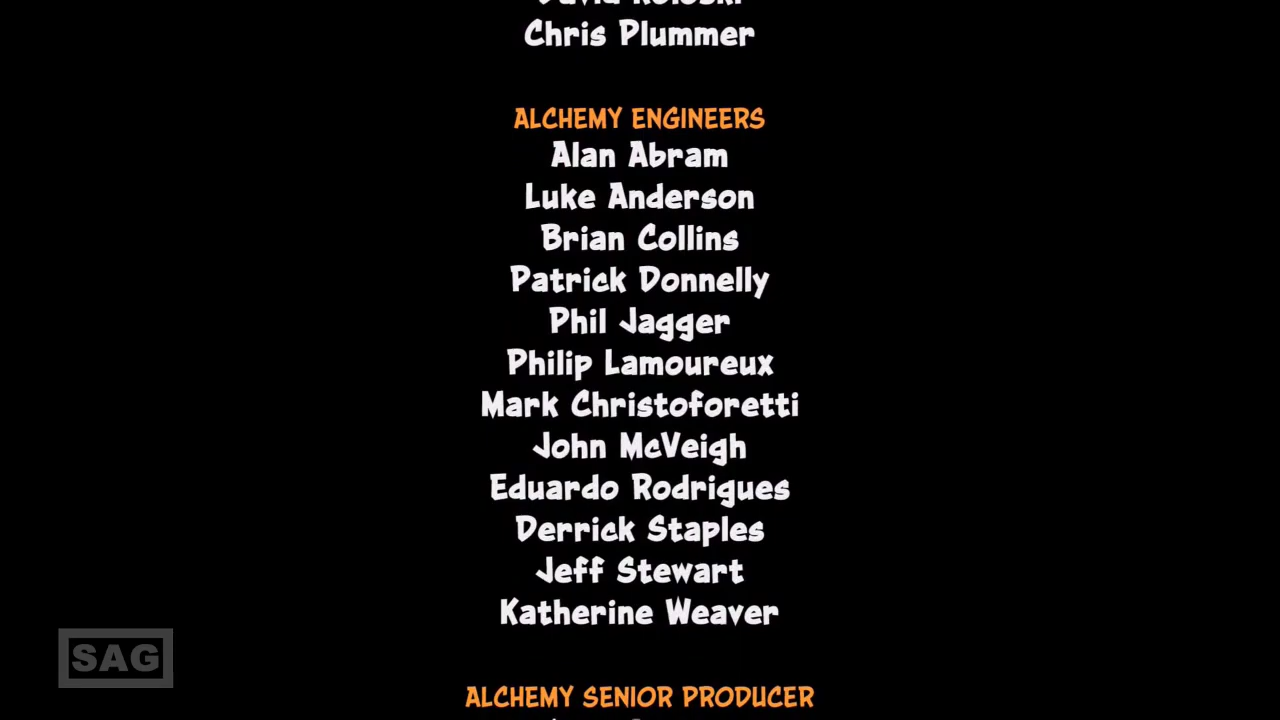 Chris Plummer
ALCHEMY ENGINEERS
Alan Abram
Luke Anderson
Brian Collins
Patrick Donnelly
Phil Jagger
Philip Lamoureux
Mark Christoforetti
John McVeigh
Eduardo Rodrigues
Derrick Staples
Jeff Stewart
Katherine Weaver
SAG
ALCHEMY SENIOR PRODUCER